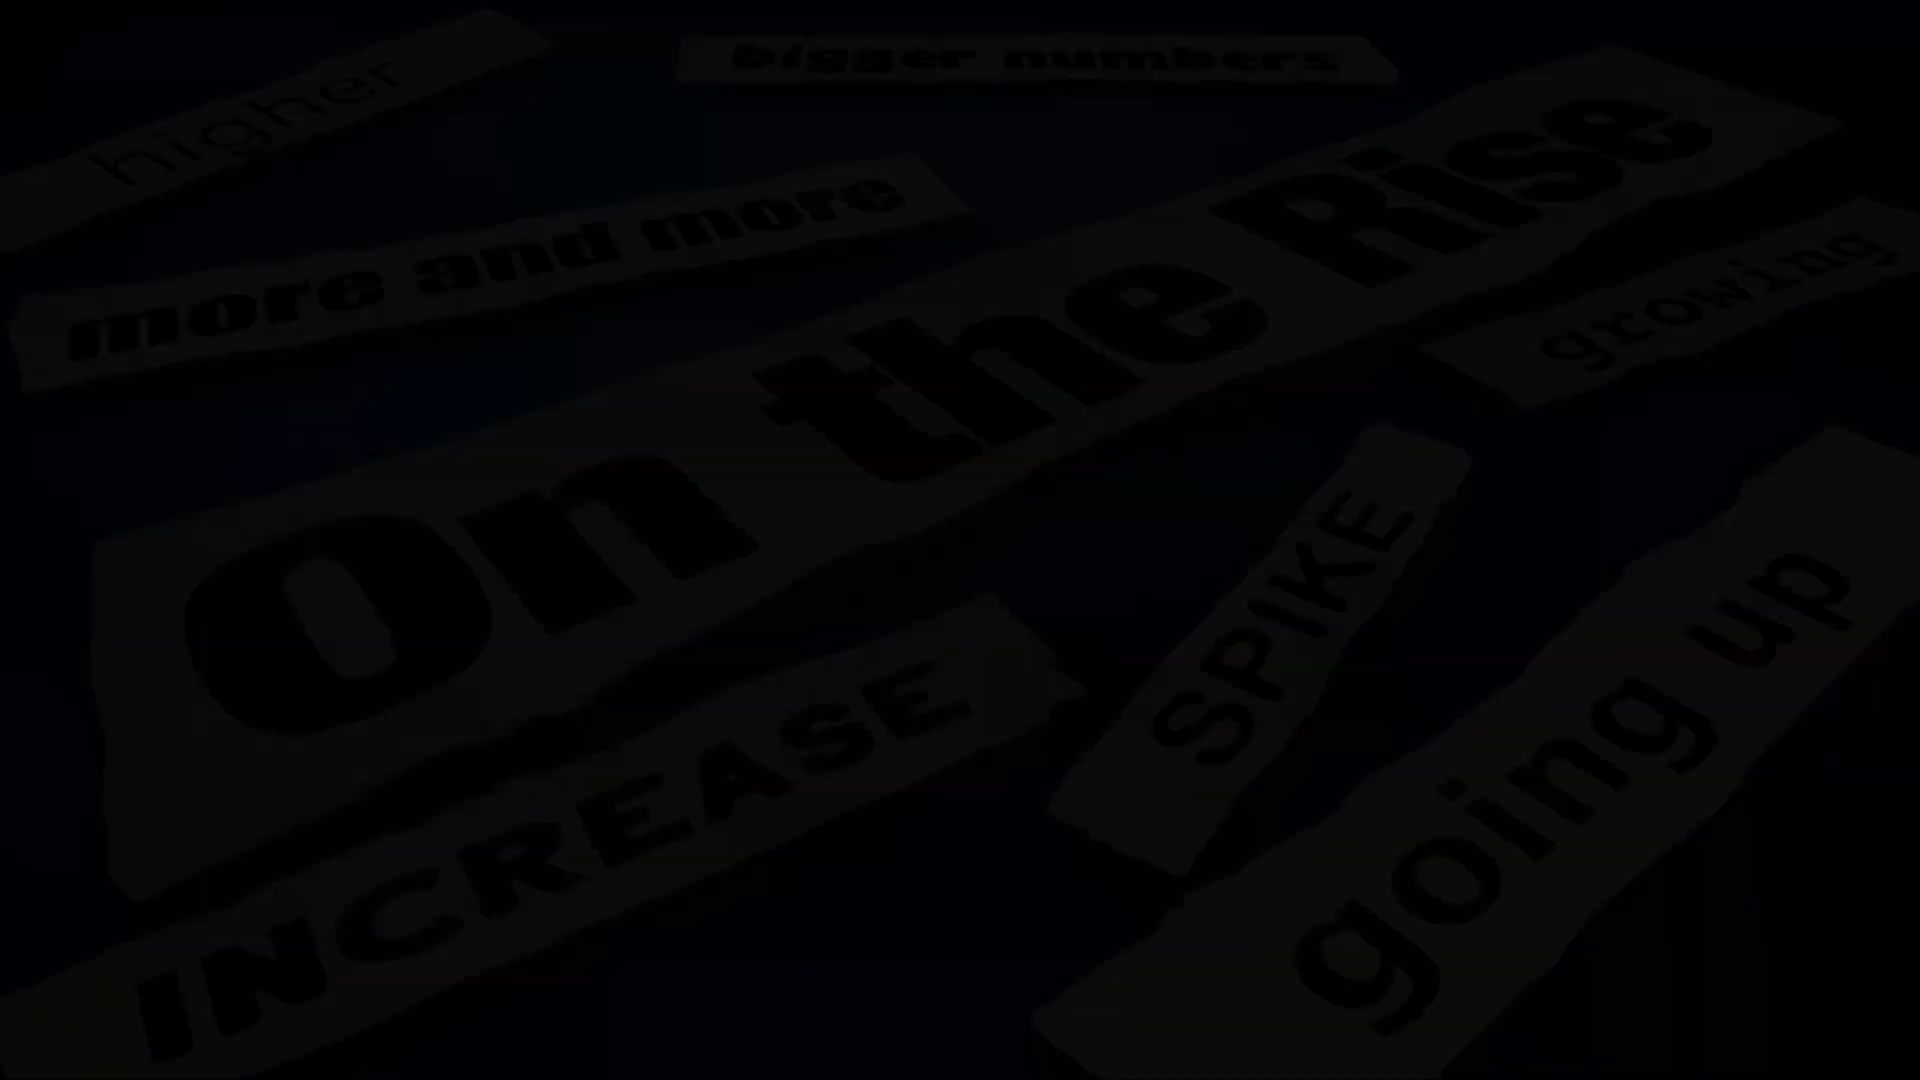 higher
bigger numbers
more and more
On the Rise
growing
SPIKE
INCREASE
going up